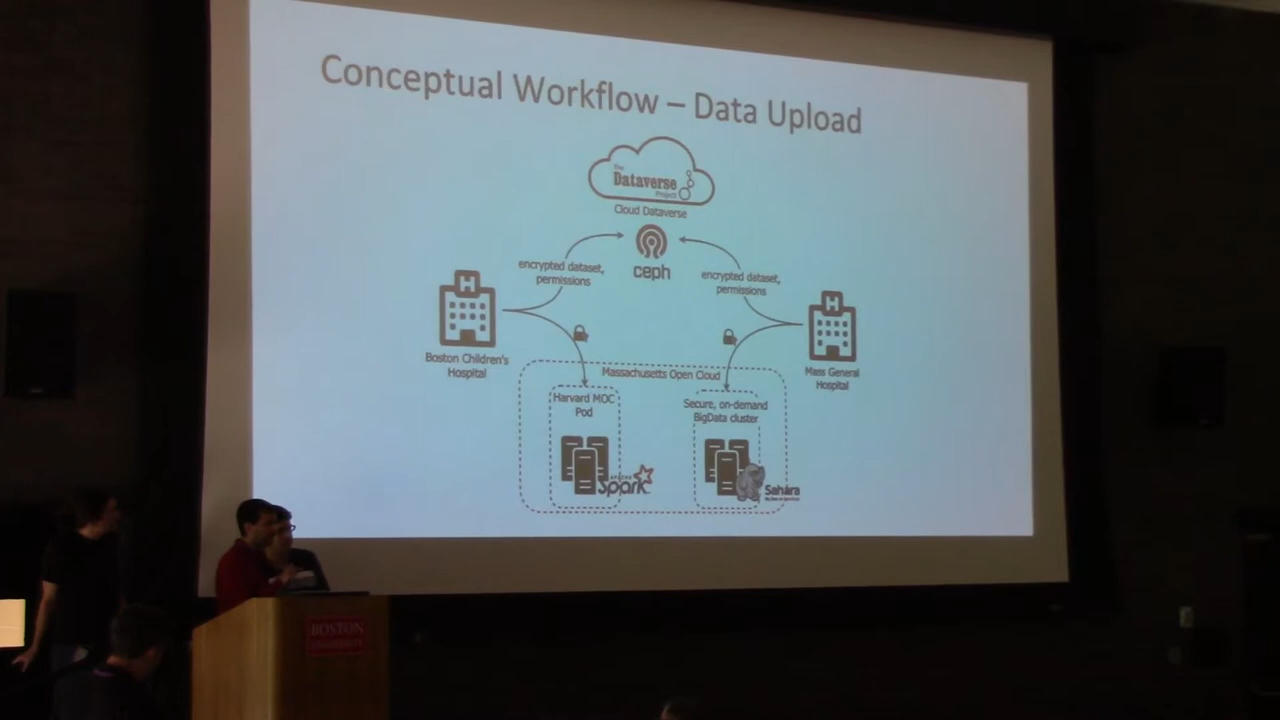 Conceptual Workflow – Data Upload
The
Dataverse
Project
Cloud Dataverse
ceph
encrypted dataset,
permissions
encrypted dataset,
permissions
H
Boston Children's
Hospital
H
Mass General
Hospital
Massachusetts Open Cloud
Harvard MOC
Pod
Secure, on-demand
BigData cluster
APACHE
Spark
Sahara
BOSTON
UNIVERSITY